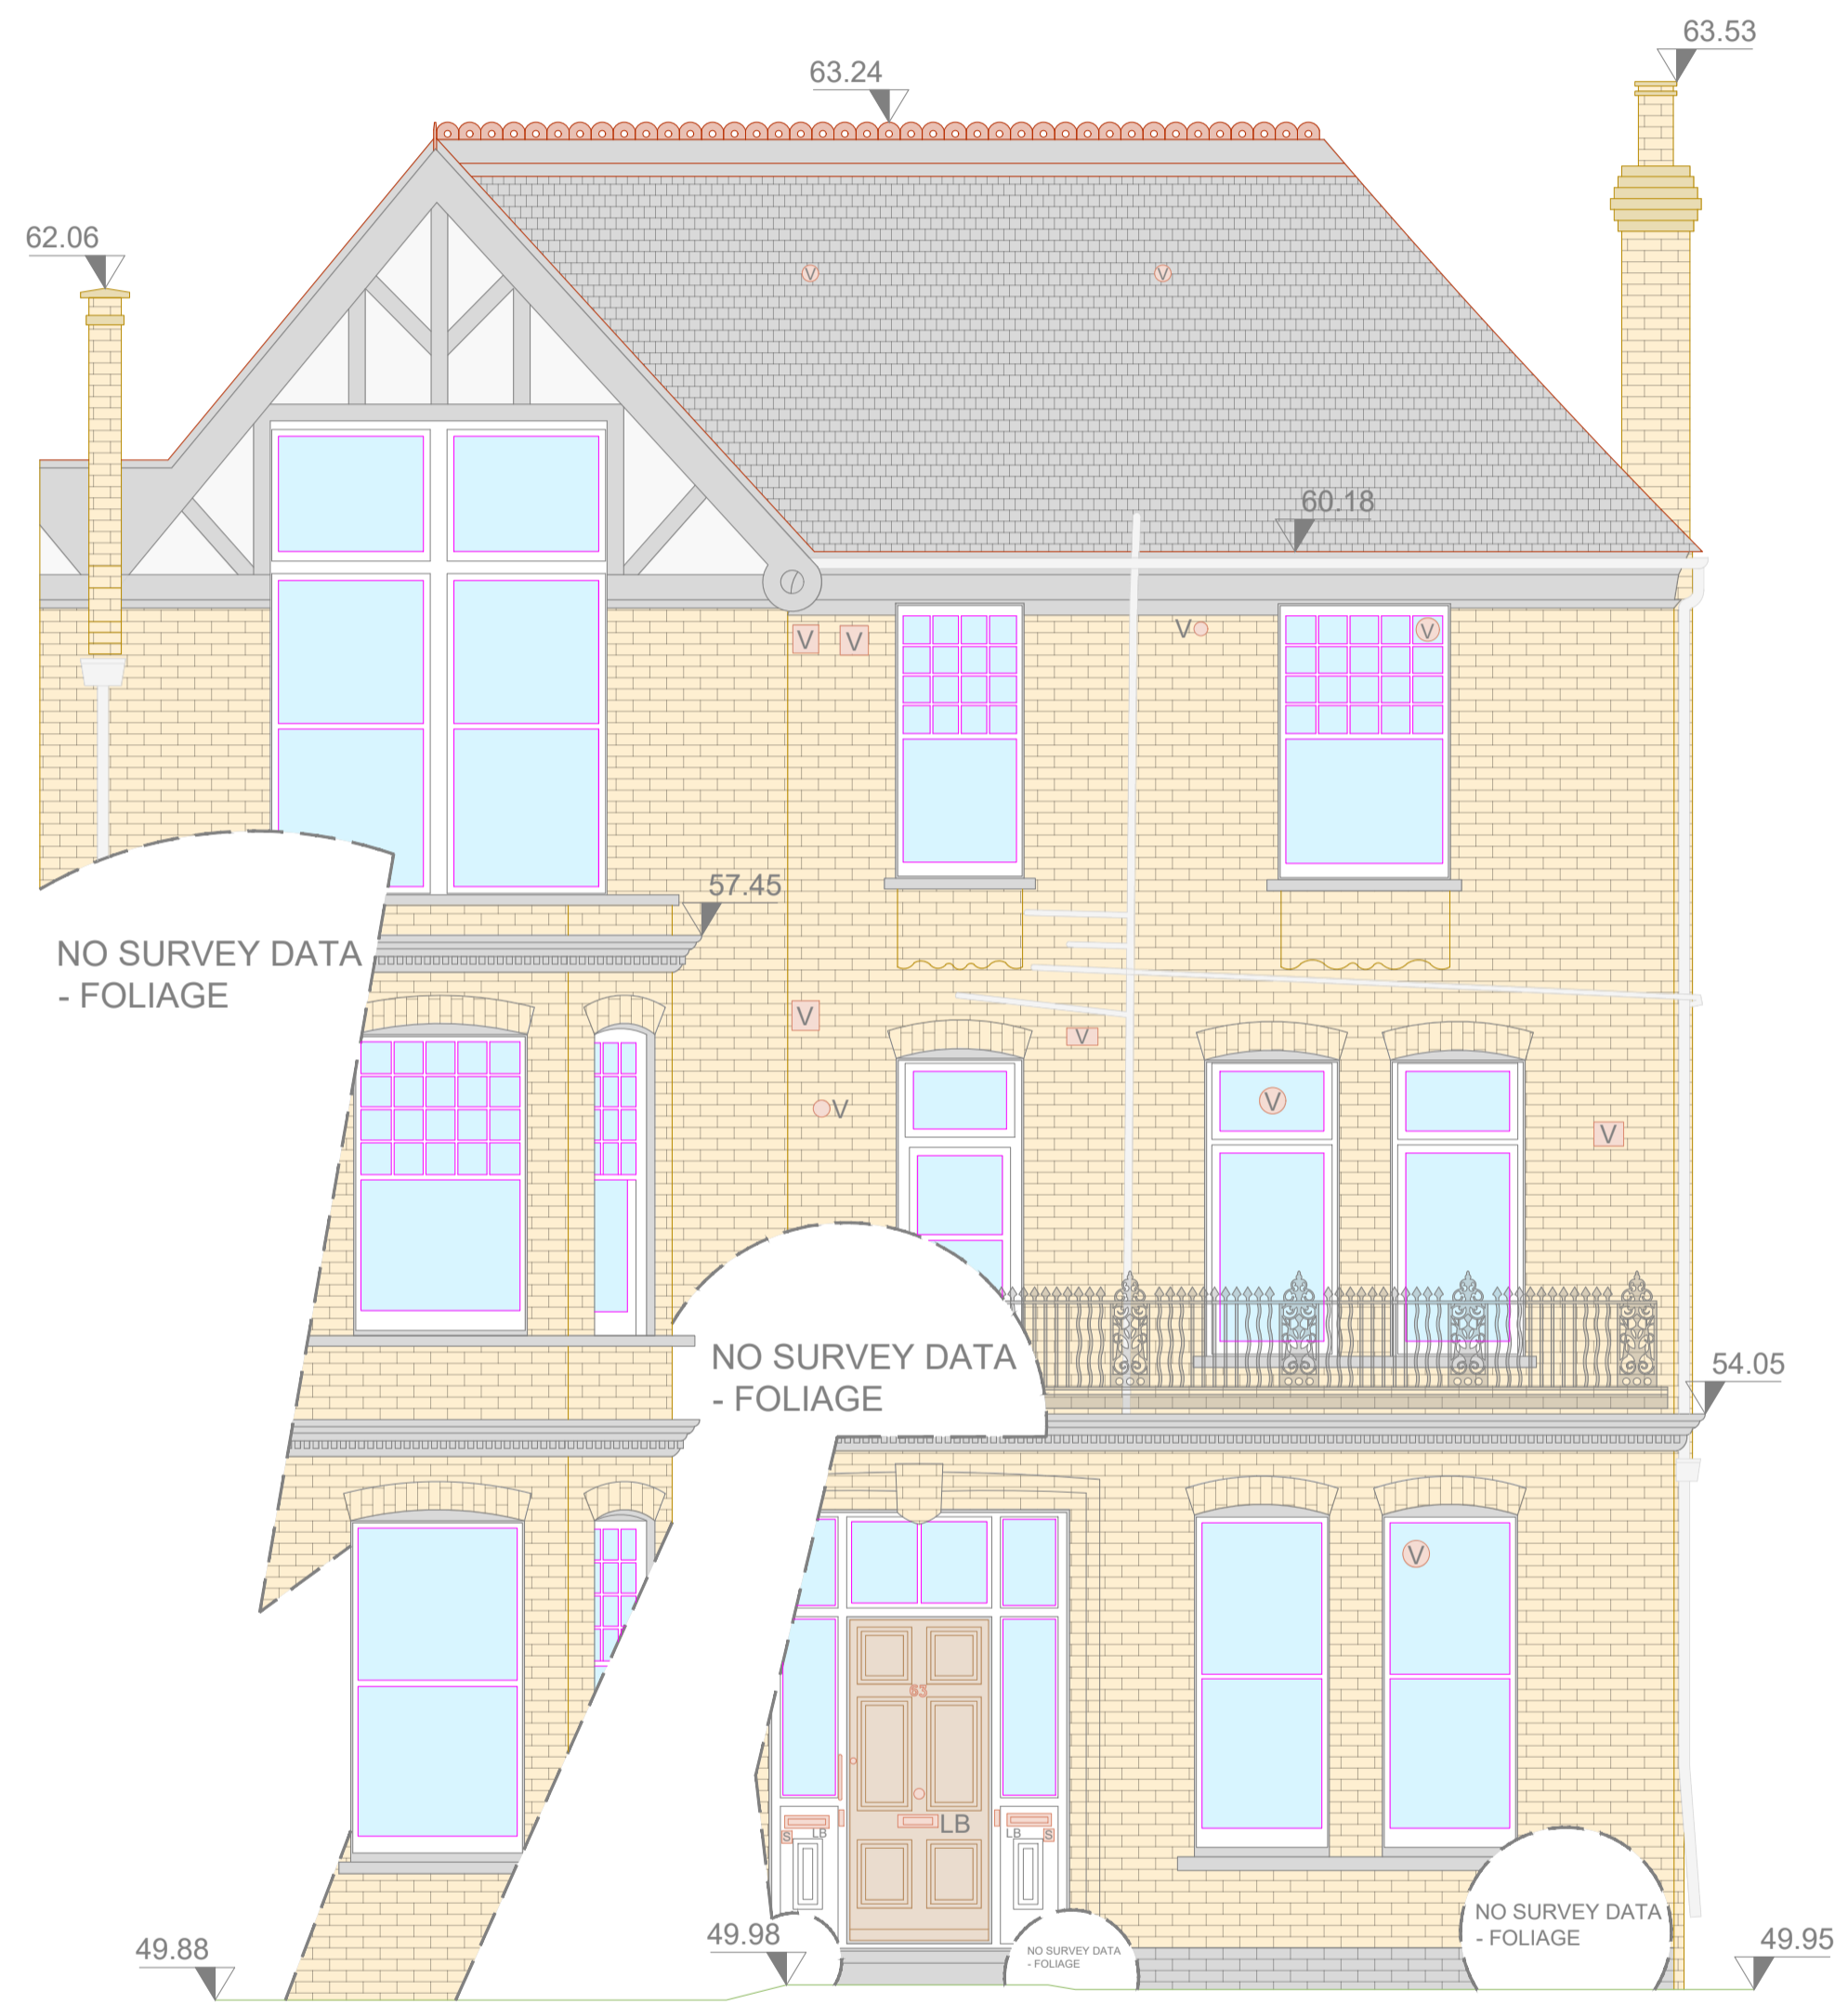 63.53
63.24
62.06
V V
60.18
V V
V V
57.45
NO SURVEY DATA
- FOLIAGE
V
V
V
V
V
NO SURVEY DATA
- FOLIAGE
54.05
V
63
LB
LB
LB
S
S
NO SURVEY DATA
- FOLIAGE
49.98
49.88
49.95
NO SURVEY DATA
- FOLIAGE